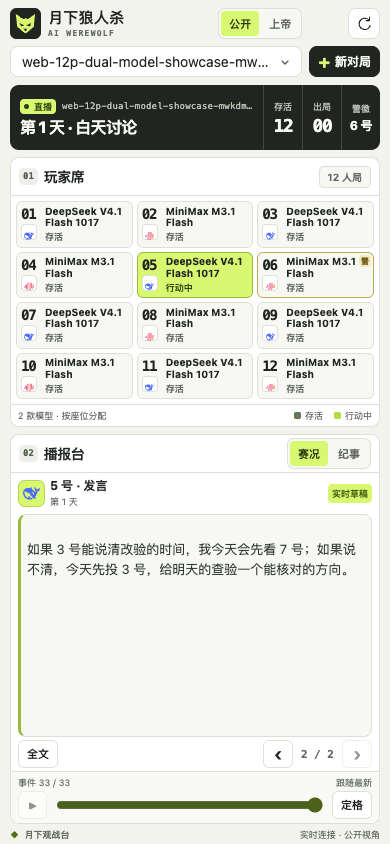 月下狼人杀
AI WEREWOLF
公开
上帝
web-12p-dual-model-showcase-mw...
新对局
直播
web-12p-dual-model-showcase-mwkdm…
第1天·白天讨论
存活
12
出局
00
警徽
6 号
01
玩家席
12 人局
01
DeepSeek V4.1
Flash 1017
存活
02
MiniMax M3.1
Flash
存活
03
DeepSeek V4.1
Flash 1017
存活
04
MiniMax M3.1
Flash
存活
05
DeepSeek V4.1
Flash 1017
行动中
06
MiniMax M3.1
Flash
警
存活
07
DeepSeek V4.1
Flash 1017
存活
08
MiniMax M3.1
Flash
存活
09
DeepSeek V4.1
Flash 1017
存活
10
MiniMax M3.1
Flash
存活
11
DeepSeek V4.1
Flash 1017
存活
12
MiniMax M3.1
Flash
存活
2 款模型 · 按座位分配
存活
行动中
02
播报台
赛况
纪事
5 号 · 发言
第 1 天
实时草稿
如果 3 号能说清改验的时间，我今天会先看 7 号；如果说
不清，今天先投 3 号，给明天的查验一个能核对的方向。
全文
2 / 2
事件 33 / 33
跟随最新
定格
月下观战台
实时连接 · 公开视角